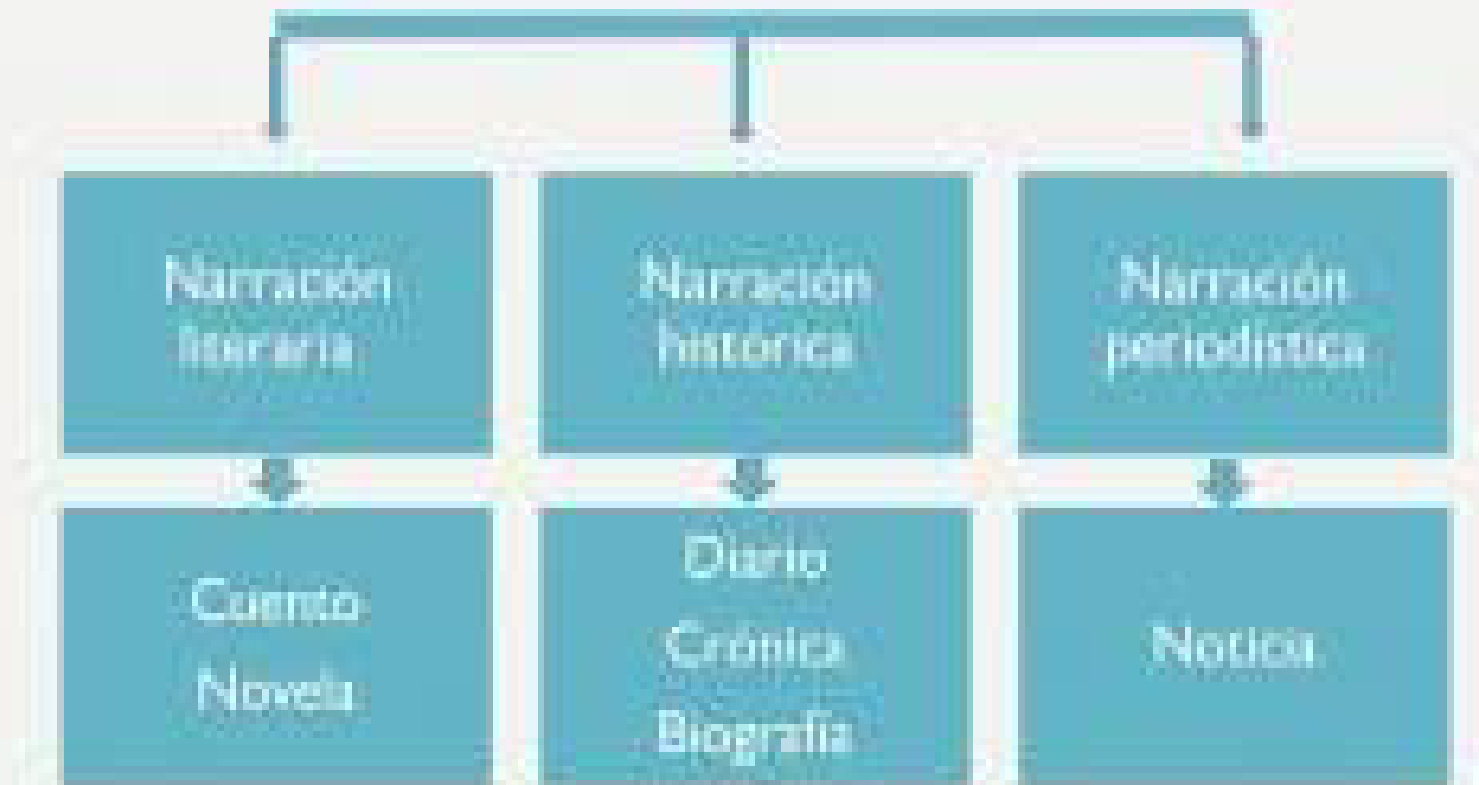 Narración
literaria
Narración
histórica
Narración
periodística
Cuento
Novela
Diario
Crónica
Biografía
Noticia